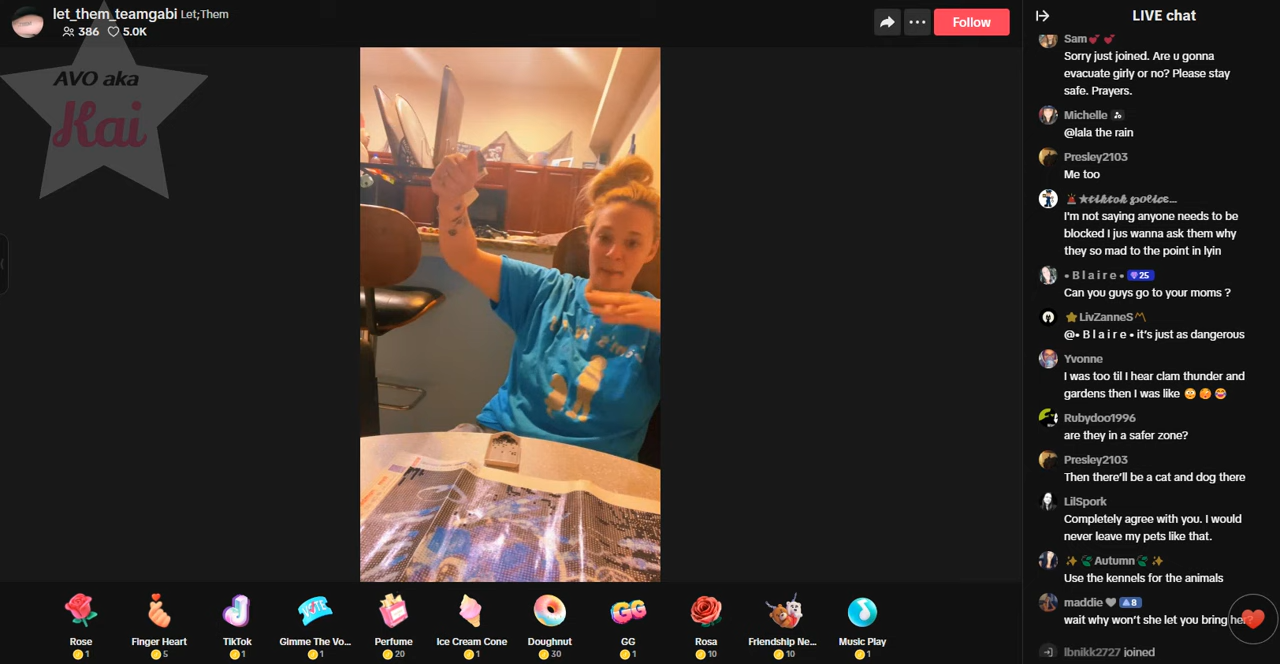 let_them_teamgabi Let;Them
386 5.0K
Follow
AVO aka
Kai
LIVE chat
Sam
Sorry just joined. Are u gonna
evacuate girly or no? Please stay
safe. Prayers.
Michelle
@lala the rain
Presley2103
Me too
★tiktok police...
I'm not saying anyone needs to be
blocked I jus wanna ask them why
they so mad to the point in lyin
• B l a i r e • 25
Can you guys go to your moms ?
LivZanneS
@• B l a i r e • it's just as dangerous
Yvonne
I was too til I hear clam thunder and
gardens then I was like
Rubydoo1996
are they in a safer zone?
Presley2103
Then there'll be a cat and dog there
LilSpork
Completely agree with you. I would
never leave my pets like that.
Autumn
Use the kennels for the animals
maddie 8
wait why won't she let you bring
lbnikk2727 joined
Rose
1
Finger Heart
5
TikTok
1
Gimme The Vo...
1
Perfume
20
Ice Cream Cone
1
Doughnut
30
GG
1
Rosa
10
Friendship Ne...
10
Music Play
1